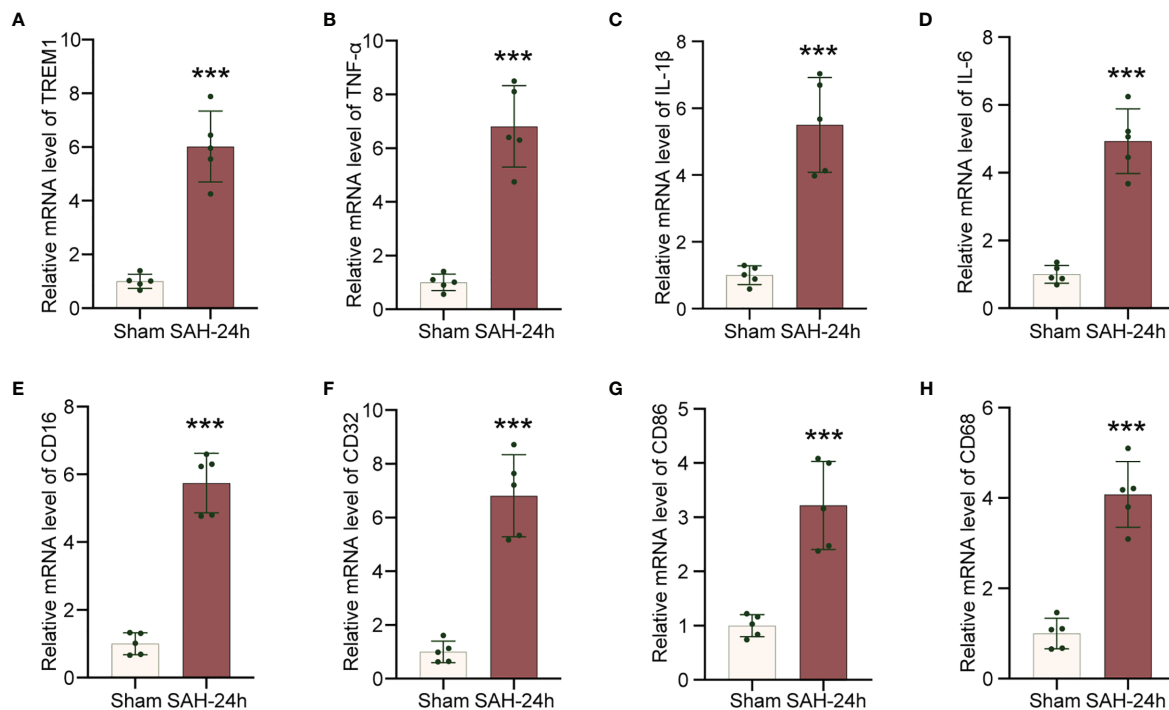 A
Relative mRNA level of TREM1
10
8
6
4
2
0
***
Sham SAH-24h
B
Relative mRNA level of TNF-α
10
8
6
4
2
0
***
Sham SAH-24h
C
Relative mRNA level of IL-1β
8
6
4
2
0
***
Sham SAH-24h
D
Relative mRNA level of IL-6
8
6
4
2
0
***
Sham SAH-24h
E
Relative mRNA level of CD16
8
6
4
2
0
***
Sham SAH-24h
F
Relative mRNA level of CD32
10
8
6
4
2
0
***
Sham SAH-24h
G
Relative mRNA level of CD86
5
4
3
2
1
0
***
Sham SAH-24h
H
Relative mRNA level of CD68
6
4
2
0
***
Sham SAH-24h